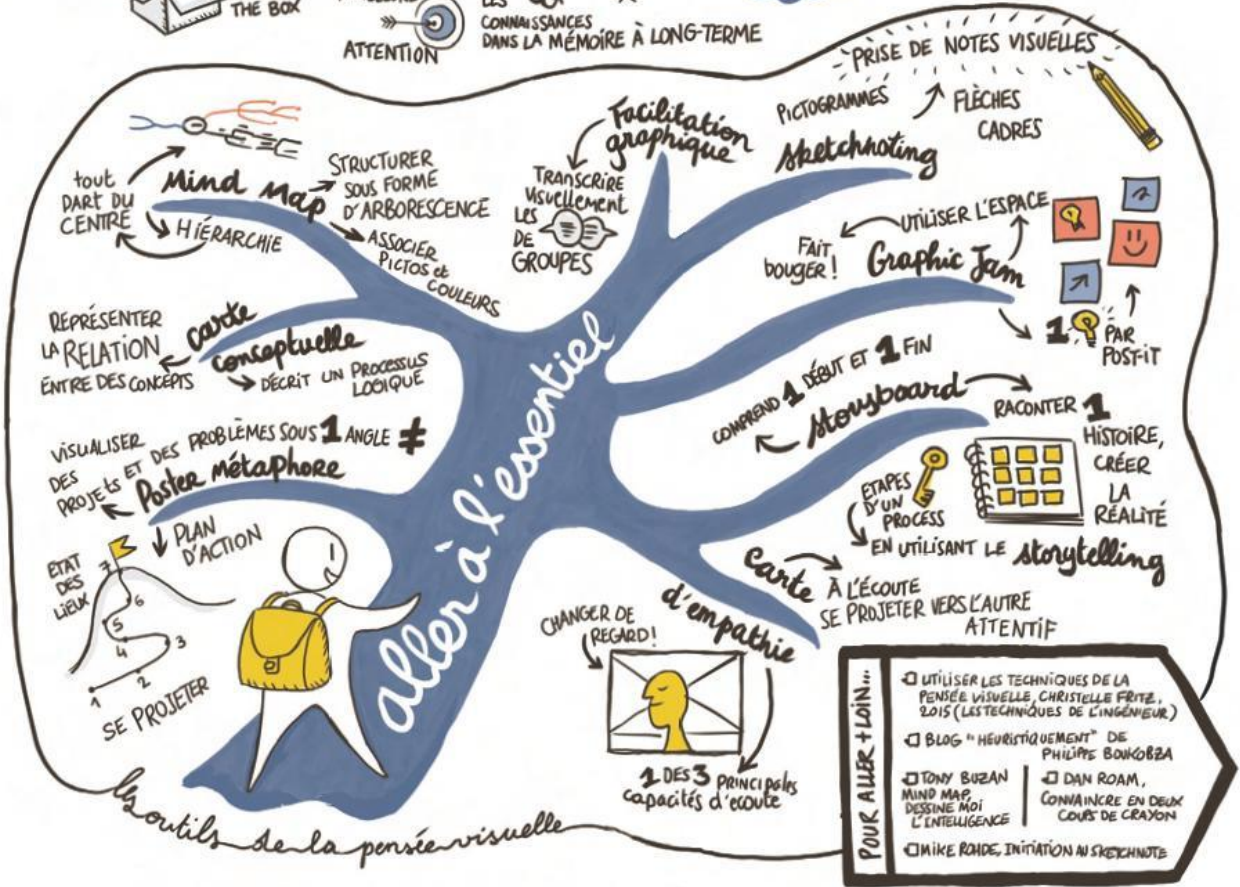 THE BOX
ATTENTION
LES
CONNAISSANCES
DANS LA MÉMOIRE À LONG-TERME
PRISE DE NOTES VISUELLES
PICTOGRAMMES
FLÈCHES
CADRES
sketchnoting
Facilitation
graphique
TRANSCRIRE
VISUELLEMENT
LES
DE
GROUPES
tout
PART DU
CENTRE
Mind Map
HIÉRARCHIE
STRUCTURER
SOUS FORME
D'ARBORESCENCE
ASSOCIER
PICTOS et
COULEURS
UTILISER L'ESPACE
FAIT
bouger!
Graphic Jam
1
PAR
POST-IT
REPRÉSENTER
LA RELATION
ENTRE DES CONCEPTS
carte
conceptuelle
DÉCRIT UN PROCESSUS
LOGIQUE
COMPREND 1 DÉBUT ET 1 FIN
Storyboard
RACONTER 1
HISTOIRE,
CRÉER
LA
RÉALITÉ
ETAPES
D'UN
PROCESS
EN UTILISANT LE storytelling
VISUALISER
DES
PROJETS ET DES PROBLÈMES SOUS 1 ANGLE ≠
Poster métaphore
PLAN
D'ACTION
ETAT
DES
LIEUX
7
6
5
4
3
2
1
SE PROJETER
aller à l'essentiel
Carte
d'empathie
À L'ÉCOUTE
SE PROJETER VERS L'AUTRE
ATTENTIF
CHANGER DE
REGARD!
1 DES 3 PRINCIPALES
capacités d'écoute
les outils de la pensée visuelle
POUR ALLER + LOIN...
UTILISER LES TECHNIQUES DE LA
PENSÉE VISUELLE, CHRISTELLE FRITZ,
2015 (LES TECHNIQUES DE L'INGÉNIEUR)
BLOG "HEURISTIQUEMENT" DE
PHILIPPE BOUKOBZA
TONY BUZAN
MIND MAP,
DESSINE MOI
L'INTELLIGENCE
DAN ROAM,
CONVAINCRE EN DEUX
COUPS DE CRAYON
MIKE ROHDE, INITIATION AU SKETCHNOTE